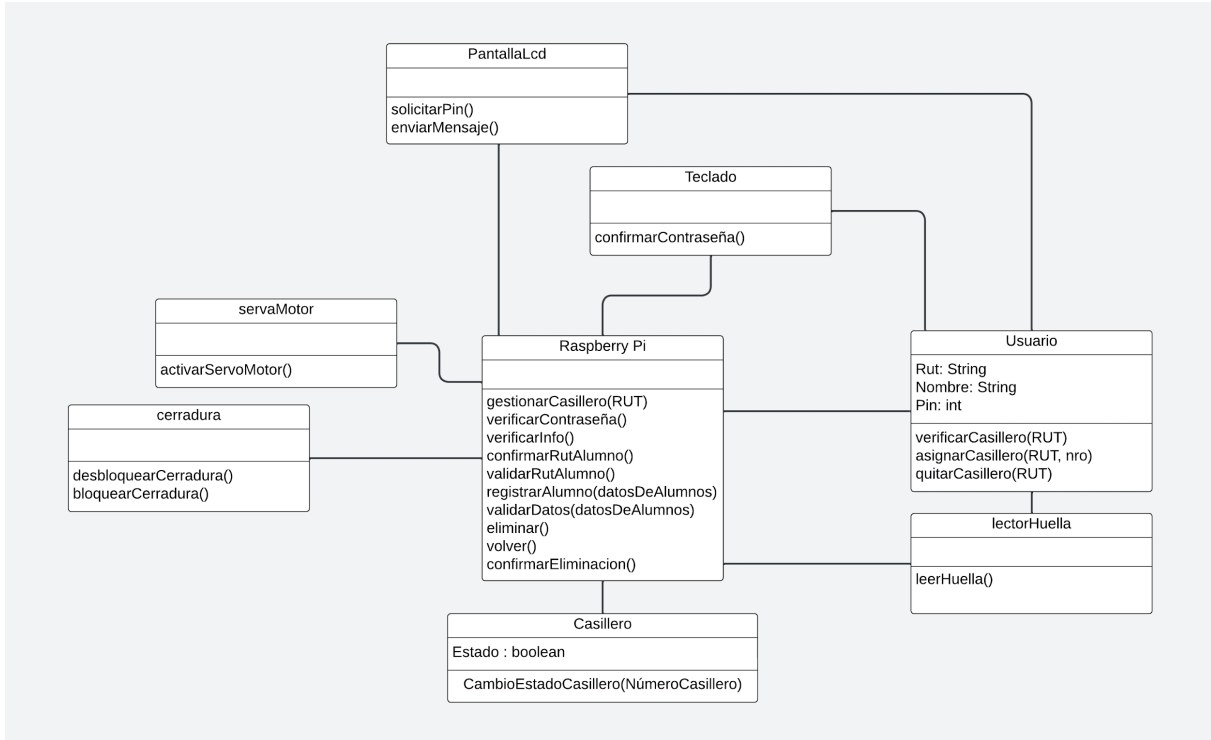 PantallaLcd
solicitarPin()
enviarMensaje()
Teclado
confirmarContraseña()
servaMotor
activarServoMotor()
cerradura
desbloquearCerradura()
bloquearCerradura()
Raspberry Pi
gestionarCasillero(RUT)
verificarContraseña()
verificarInfo()
confirmarRutAlumno()
validarRutAlumno()
registrarAlumno(datosDeAlumnos)
validarDatos(datosDeAlumnos)
eliminar()
volver()
confirmarEliminacion()
Usuario
Rut: String
Nombre: String
Pin: int
verificarCasillero(RUT)
asignarCasillero(RUT, nro)
quitarCasillero(RUT)
lectorHuella
leerHuella()
Casillero
Estado : boolean
CambioEstadoCasillero(NúmeroCasillero)